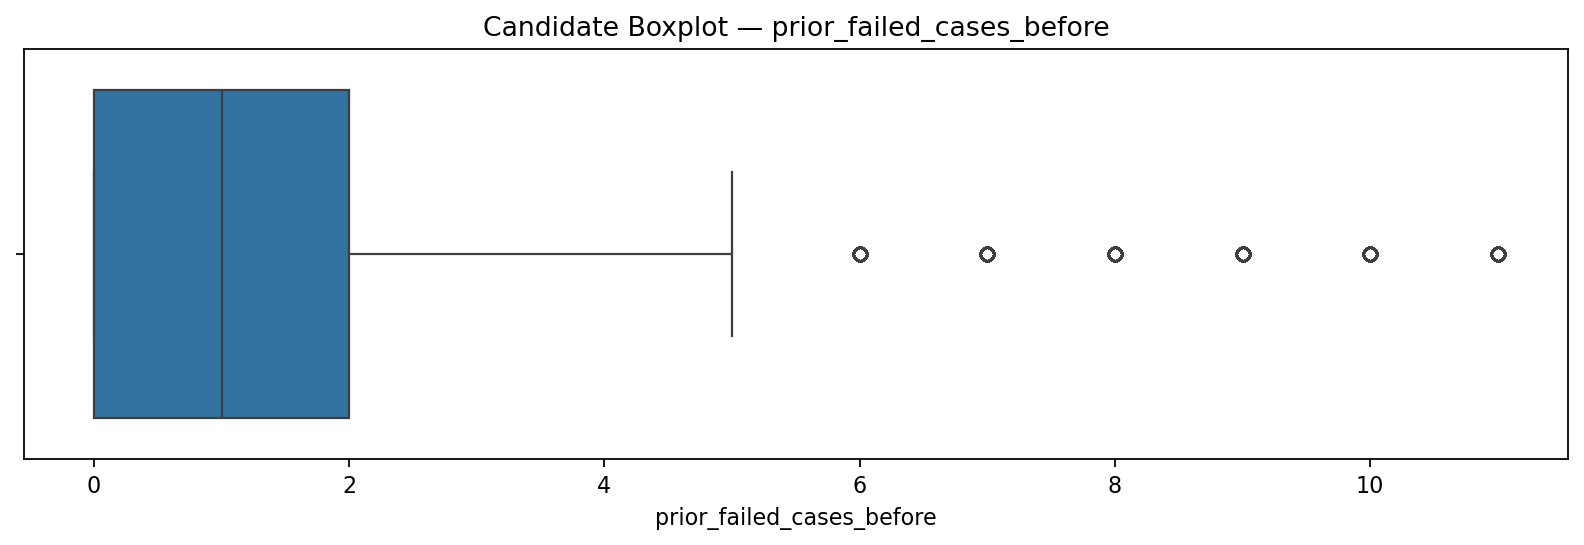 Candidate Boxplot — prior_failed_cases_before
0 2 4 6 8 10
prior_failed_cases_before